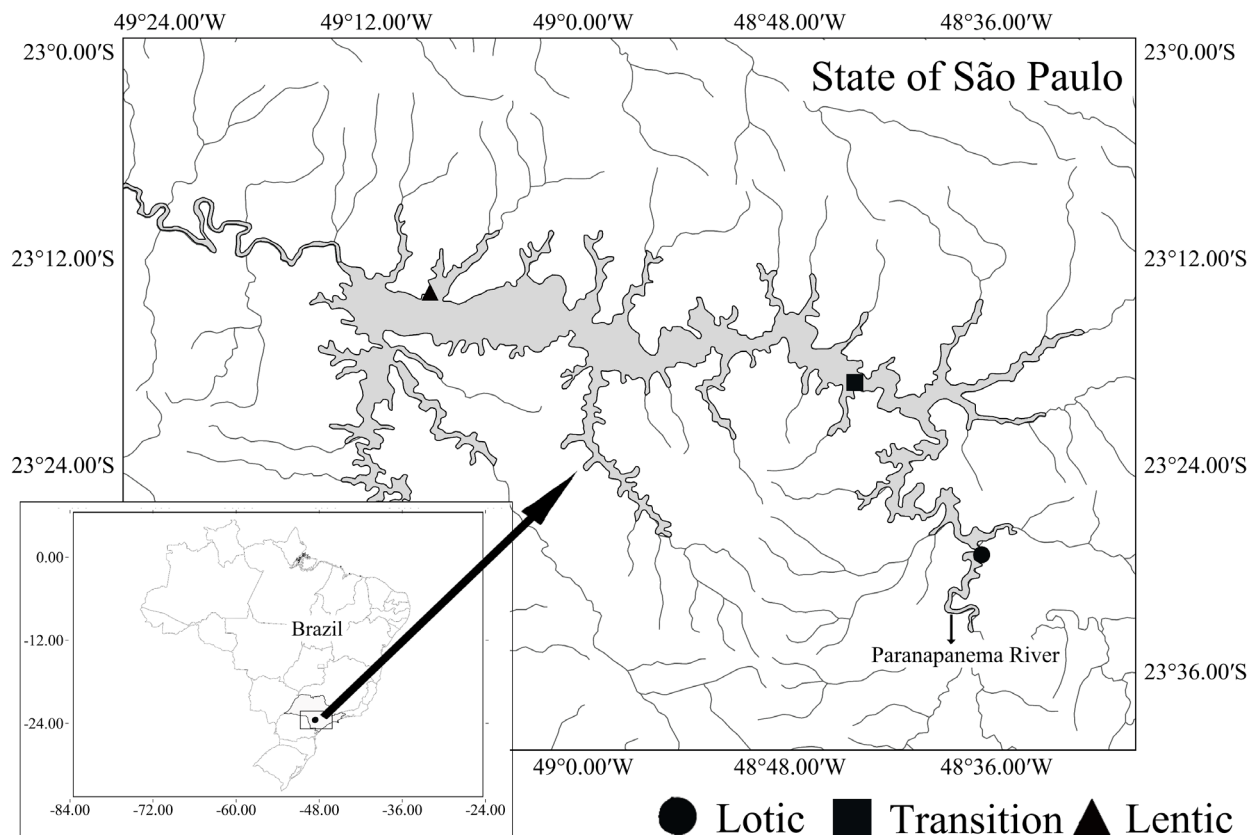 49°24.00'W 49°12.00'W 49°0.00'W 48°48.00'W 48°36.00'W
23°0.00'S 23°0.00'S
State of São Paulo
23°12.00'S 23°12.00'S
23°24.00'S 23°24.00'S
0.00
Brazil
-12.00
Paranapanema River
23°36.00'S
-24.00
49°0.00'W 48°48.00'W 48°36.00'W
-84.00 -72.00 -60.00 -48.00 -36.00 -24.00
Lotic Transition Lentic